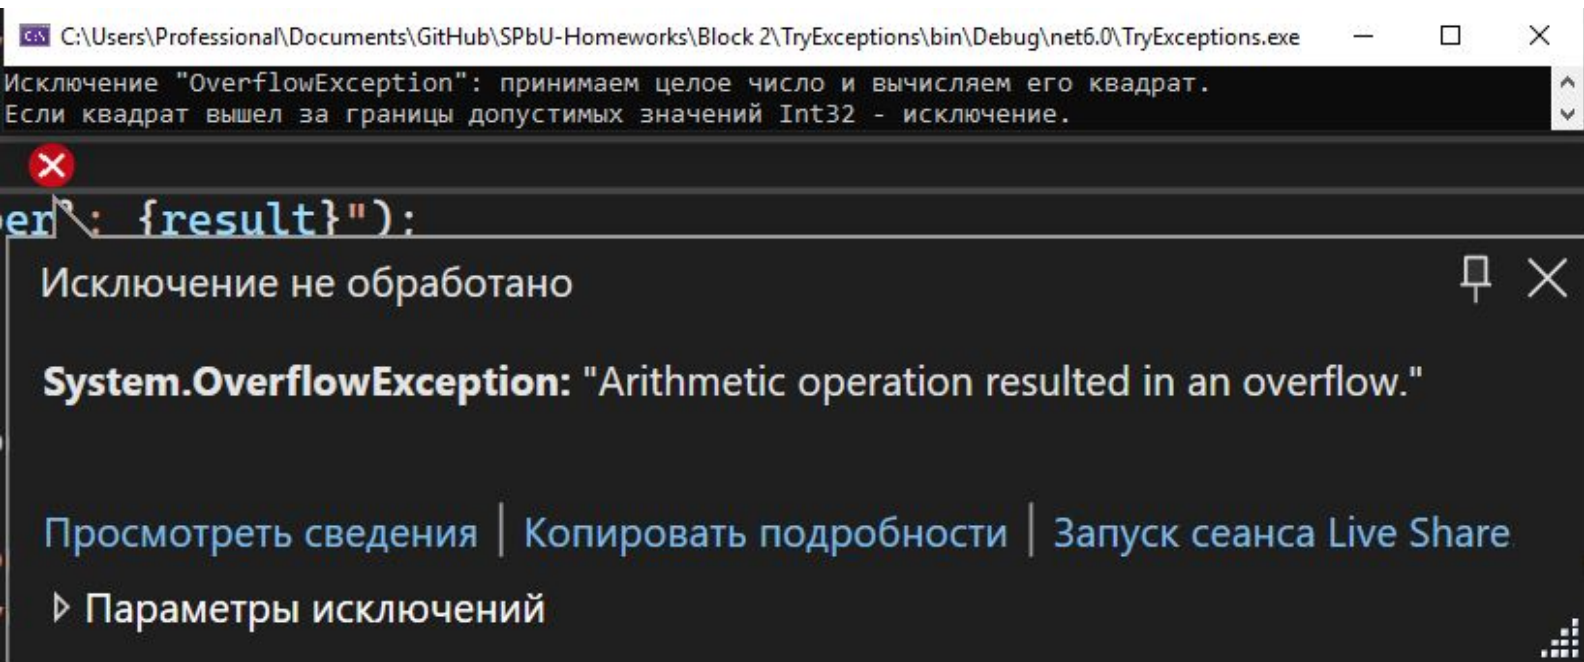 C:\Users\Professional\Documents\GitHub\SPbU-Homeworks\Block 2\TryExceptions\bin\Debug\net6.0\TryExceptions.exe
Исключение "OverflowException": принимаем целое число и вычисляем его квадрат.
Если квадрат вышел за границы допустимых значений Int32 - исключение.
er}: {result}");
Исключение не обработано
System.OverflowException: "Arithmetic operation resulted in an overflow."
Просмотреть сведения | Копировать подробности | Запуск сеанса Live Share
Параметры исключений